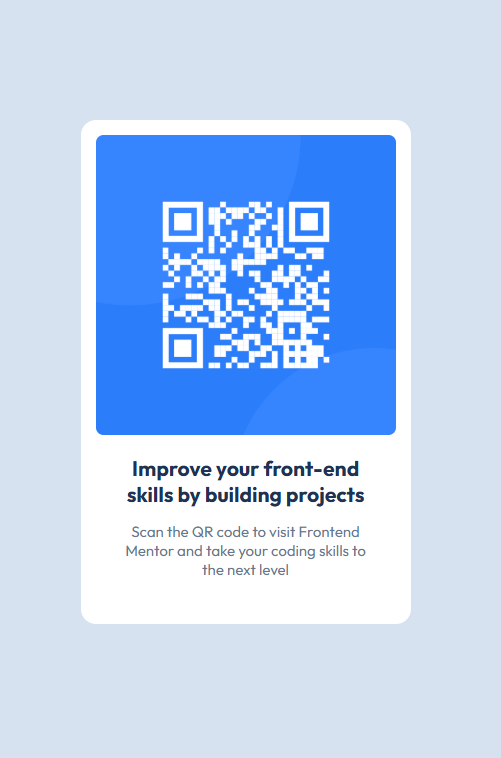 Improve your front-end
skills by building projects
Scan the QR code to visit Frontend
Mentor and take your coding skills to
the next level